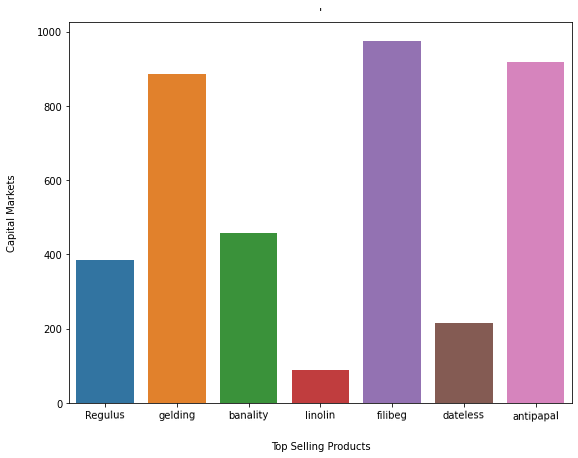 1000
800
600
400
200
0
Capital Markets
Regulus gelding banality linolin filibeg dateless antipapal
Top Selling Products